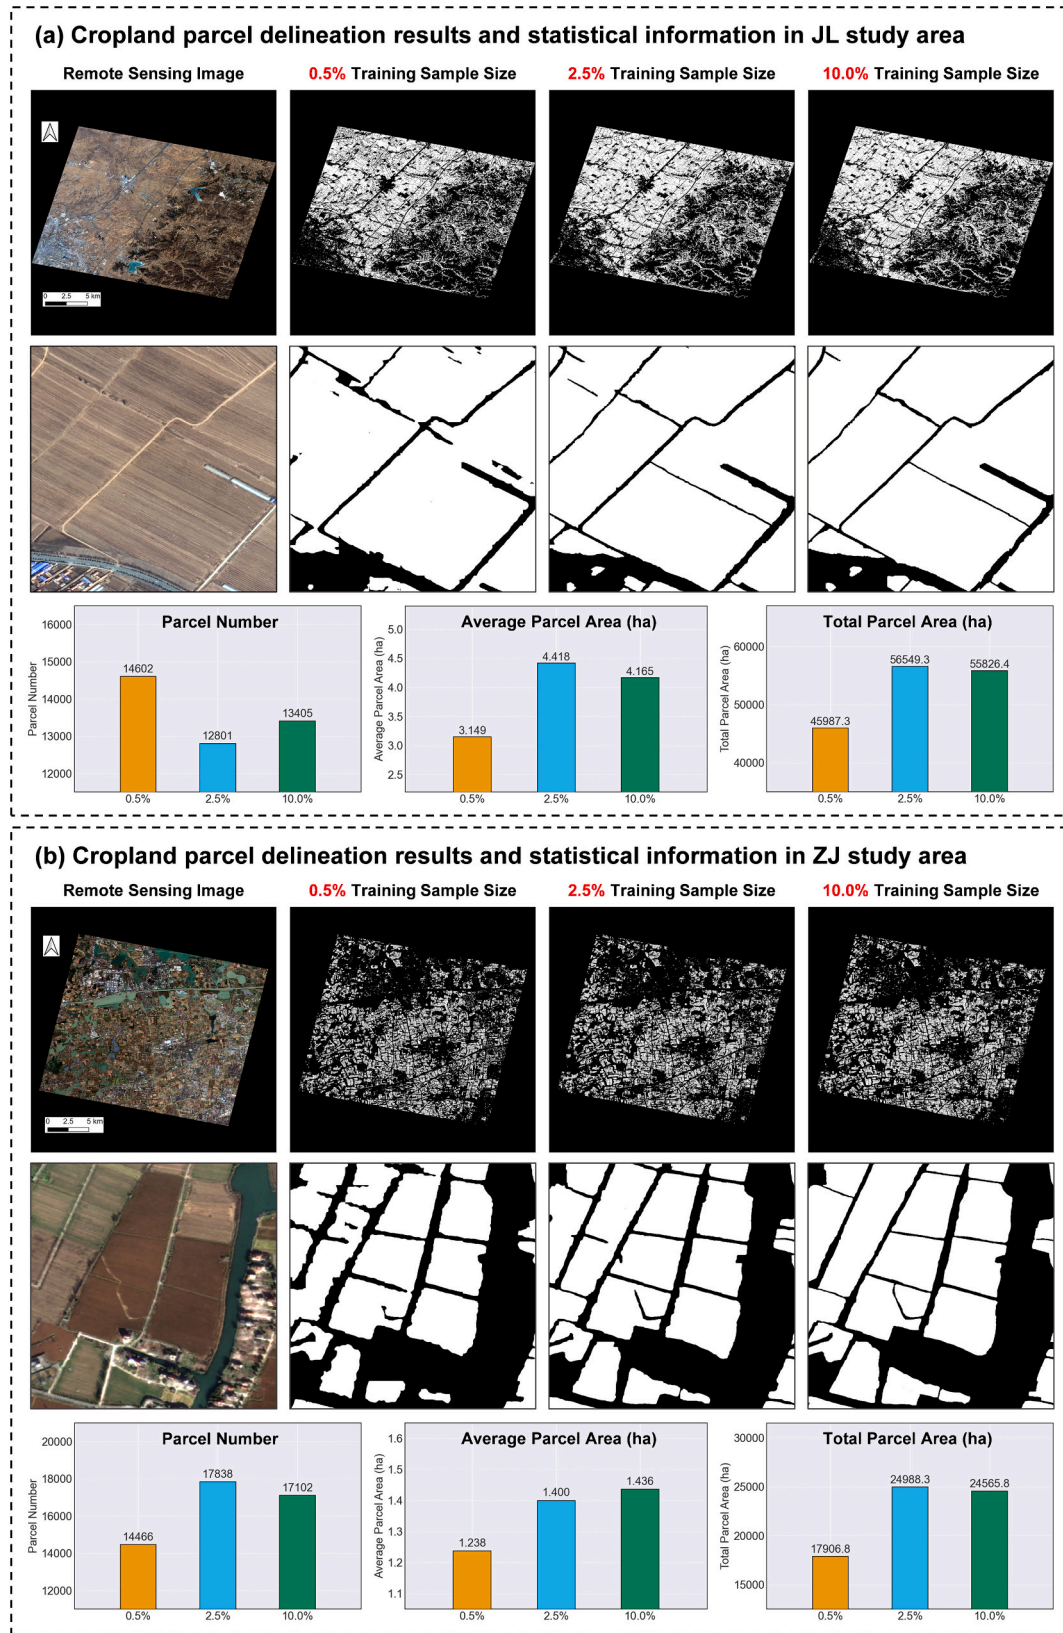 (a) Cropland parcel delineation results and statistical information in JL study area
Remote Sensing Image
0.5% Training Sample Size
2.5% Training Sample Size
10.0% Training Sample Size
0 2.5 5 km
Parcel Number
Parcel Number
16000
15000
14000
13000
12000
14602
12801
13405
0.5% 2.5% 10.0%
Average Parcel Area (ha)
Average Parcel Area (ha)
5.0
4.5
4.0
3.5
3.0
2.5
3.149
4.418
4.165
0.5% 2.5% 10.0%
Total Parcel Area (ha)
Total Parcel Area (ha)
60000
50000
40000
45987.3
56549.3
55826.4
0.5% 2.5% 10.0%
(b) Cropland parcel delineation results and statistical information in ZJ study area
Remote Sensing Image
0.5% Training Sample Size
2.5% Training Sample Size
10.0% Training Sample Size
0 2.5 5 km
Parcel Number
Parcel Number
20000
18000
16000
14000
12000
14466
17838
17102
0.5% 2.5% 10.0%
Average Parcel Area (ha)
Average Parcel Area (ha)
1.6
1.5
1.4
1.3
1.2
1.1
1.238
1.400
1.436
0.5% 2.5% 10.0%
Total Parcel Area (ha)
Total Parcel Area (ha)
30000
25000
20000
15000
17906.8
24988.3
24565.8
0.5% 2.5% 10.0%